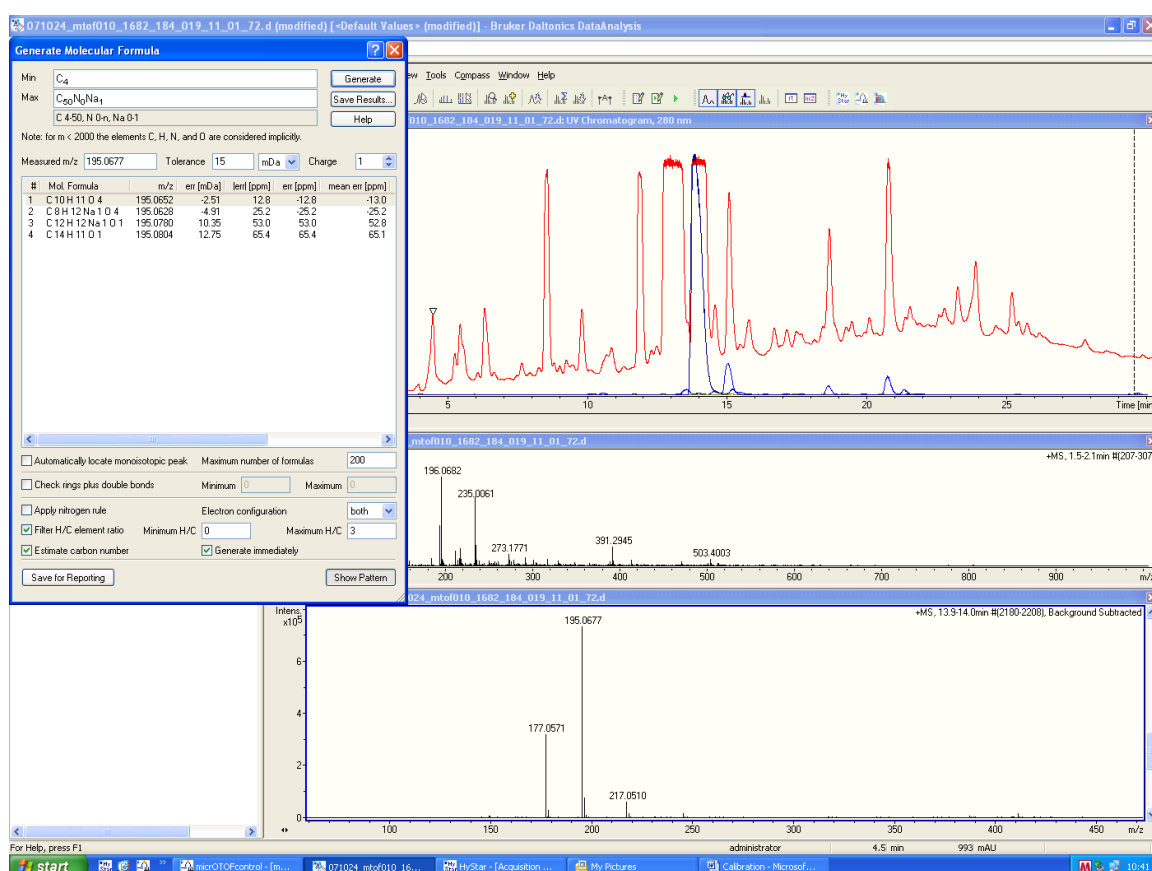 071024_mtof010_1682_184_019_11_01_72.d (modified) [<Default Values> (modified)] - Bruker Daltonics DataAnalysis
Generate Molecular Formula
Min C4 Generate
Max C50N0Na1 Save Results...
C 4-50, N 0-n, Na 0-1 Help
Note: for m < 2000 the elements C, H, N, and O are considered implicitly.
Measured m/z 195.0677 Tolerance 15 mDa Charge 1
# Mol. Formula m/z err [mDa] |err| [ppm] err [ppm] mean err [ppm]
1 C 10 H 11 O 4 195.0652 -2.51 12.8 -12.8 -13.0
2 C 8 H 12 Na 1 O 4 195.0628 -4.91 25.2 -25.2 -25.2
3 C 12 H 12 Na 1 O 1 195.0780 10.35 53.0 53.0 52.8
4 C 14 H 11 O 1 195.0804 12.75 65.4 65.4 65.1
Automatically locate monoisotopic peak Maximum number of formulas 200
Check rings plus double bonds Minimum 0 Maximum 0
Apply nitrogen rule Electron configuration both
Filter H/C element ratio Minimum H/C 0 Maximum H/C 3
Estimate carbon number Generate immediately
Save for Reporting Show Pattern
ew Tools Compass Window Help
010_1682_184_019_11_01_72.d: UV Chromatogram, 200 nm
5 10 15 20 25 Time [min
_mtof010_1682_184_019_11_01_72.d
+MS, 1.5-2.1min #(207-307
196.0682
235.0061
273.1771
391.2945
503.4003
200 300 400 500 600 700 800 900 m/z
024_mtof010_1682_184_019_11_01_72.d
Intens.
x105
+MS, 13.9-14.0min #(2180-2208), Background Subtracted
195.0677
6
4
177.0571
2
217.0510
0
100 150 200 250 300 350 400 450 m/z
For Help, press F1 administrator 4.5 min 993 mAU
start micrOTOFcontrol - [m... 071024_mtof010_16... HyStar - [Acquisition ... My Pictures Calibration - Microsof... 10:41